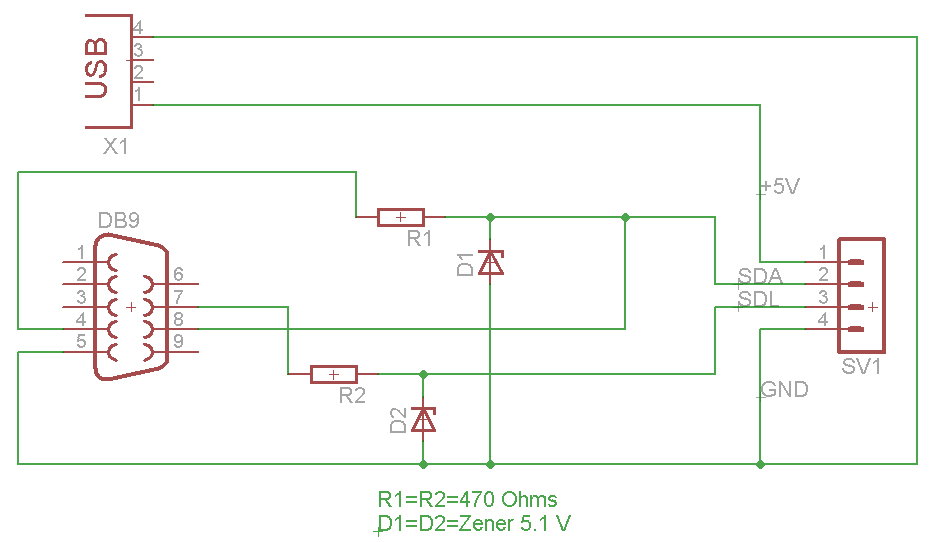 USB
4
3
2
1
X1
+5V
DB9
R1
1
2
3
4
5
6
7
8
9
D1
SDA
SDL
1
2
3
4
SV1
R2
GND
D2
R1=R2=470 Ohms
D1=D2=Zener 5.1 V